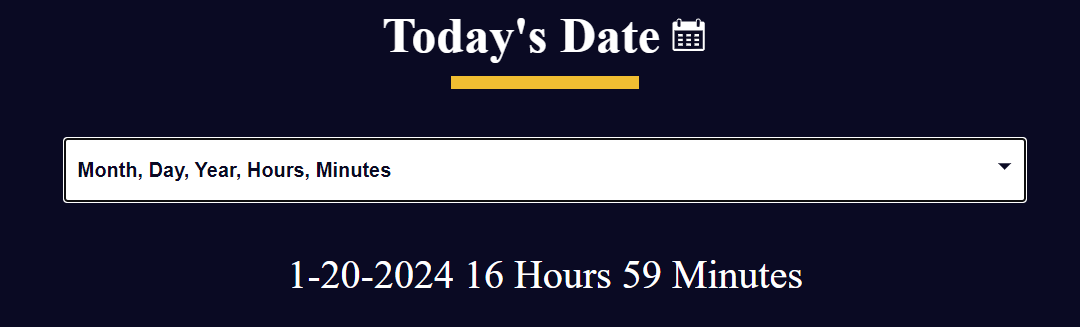 Today's Date
Month, Day, Year, Hours, Minutes
1-20-2024 16 Hours 59 Minutes